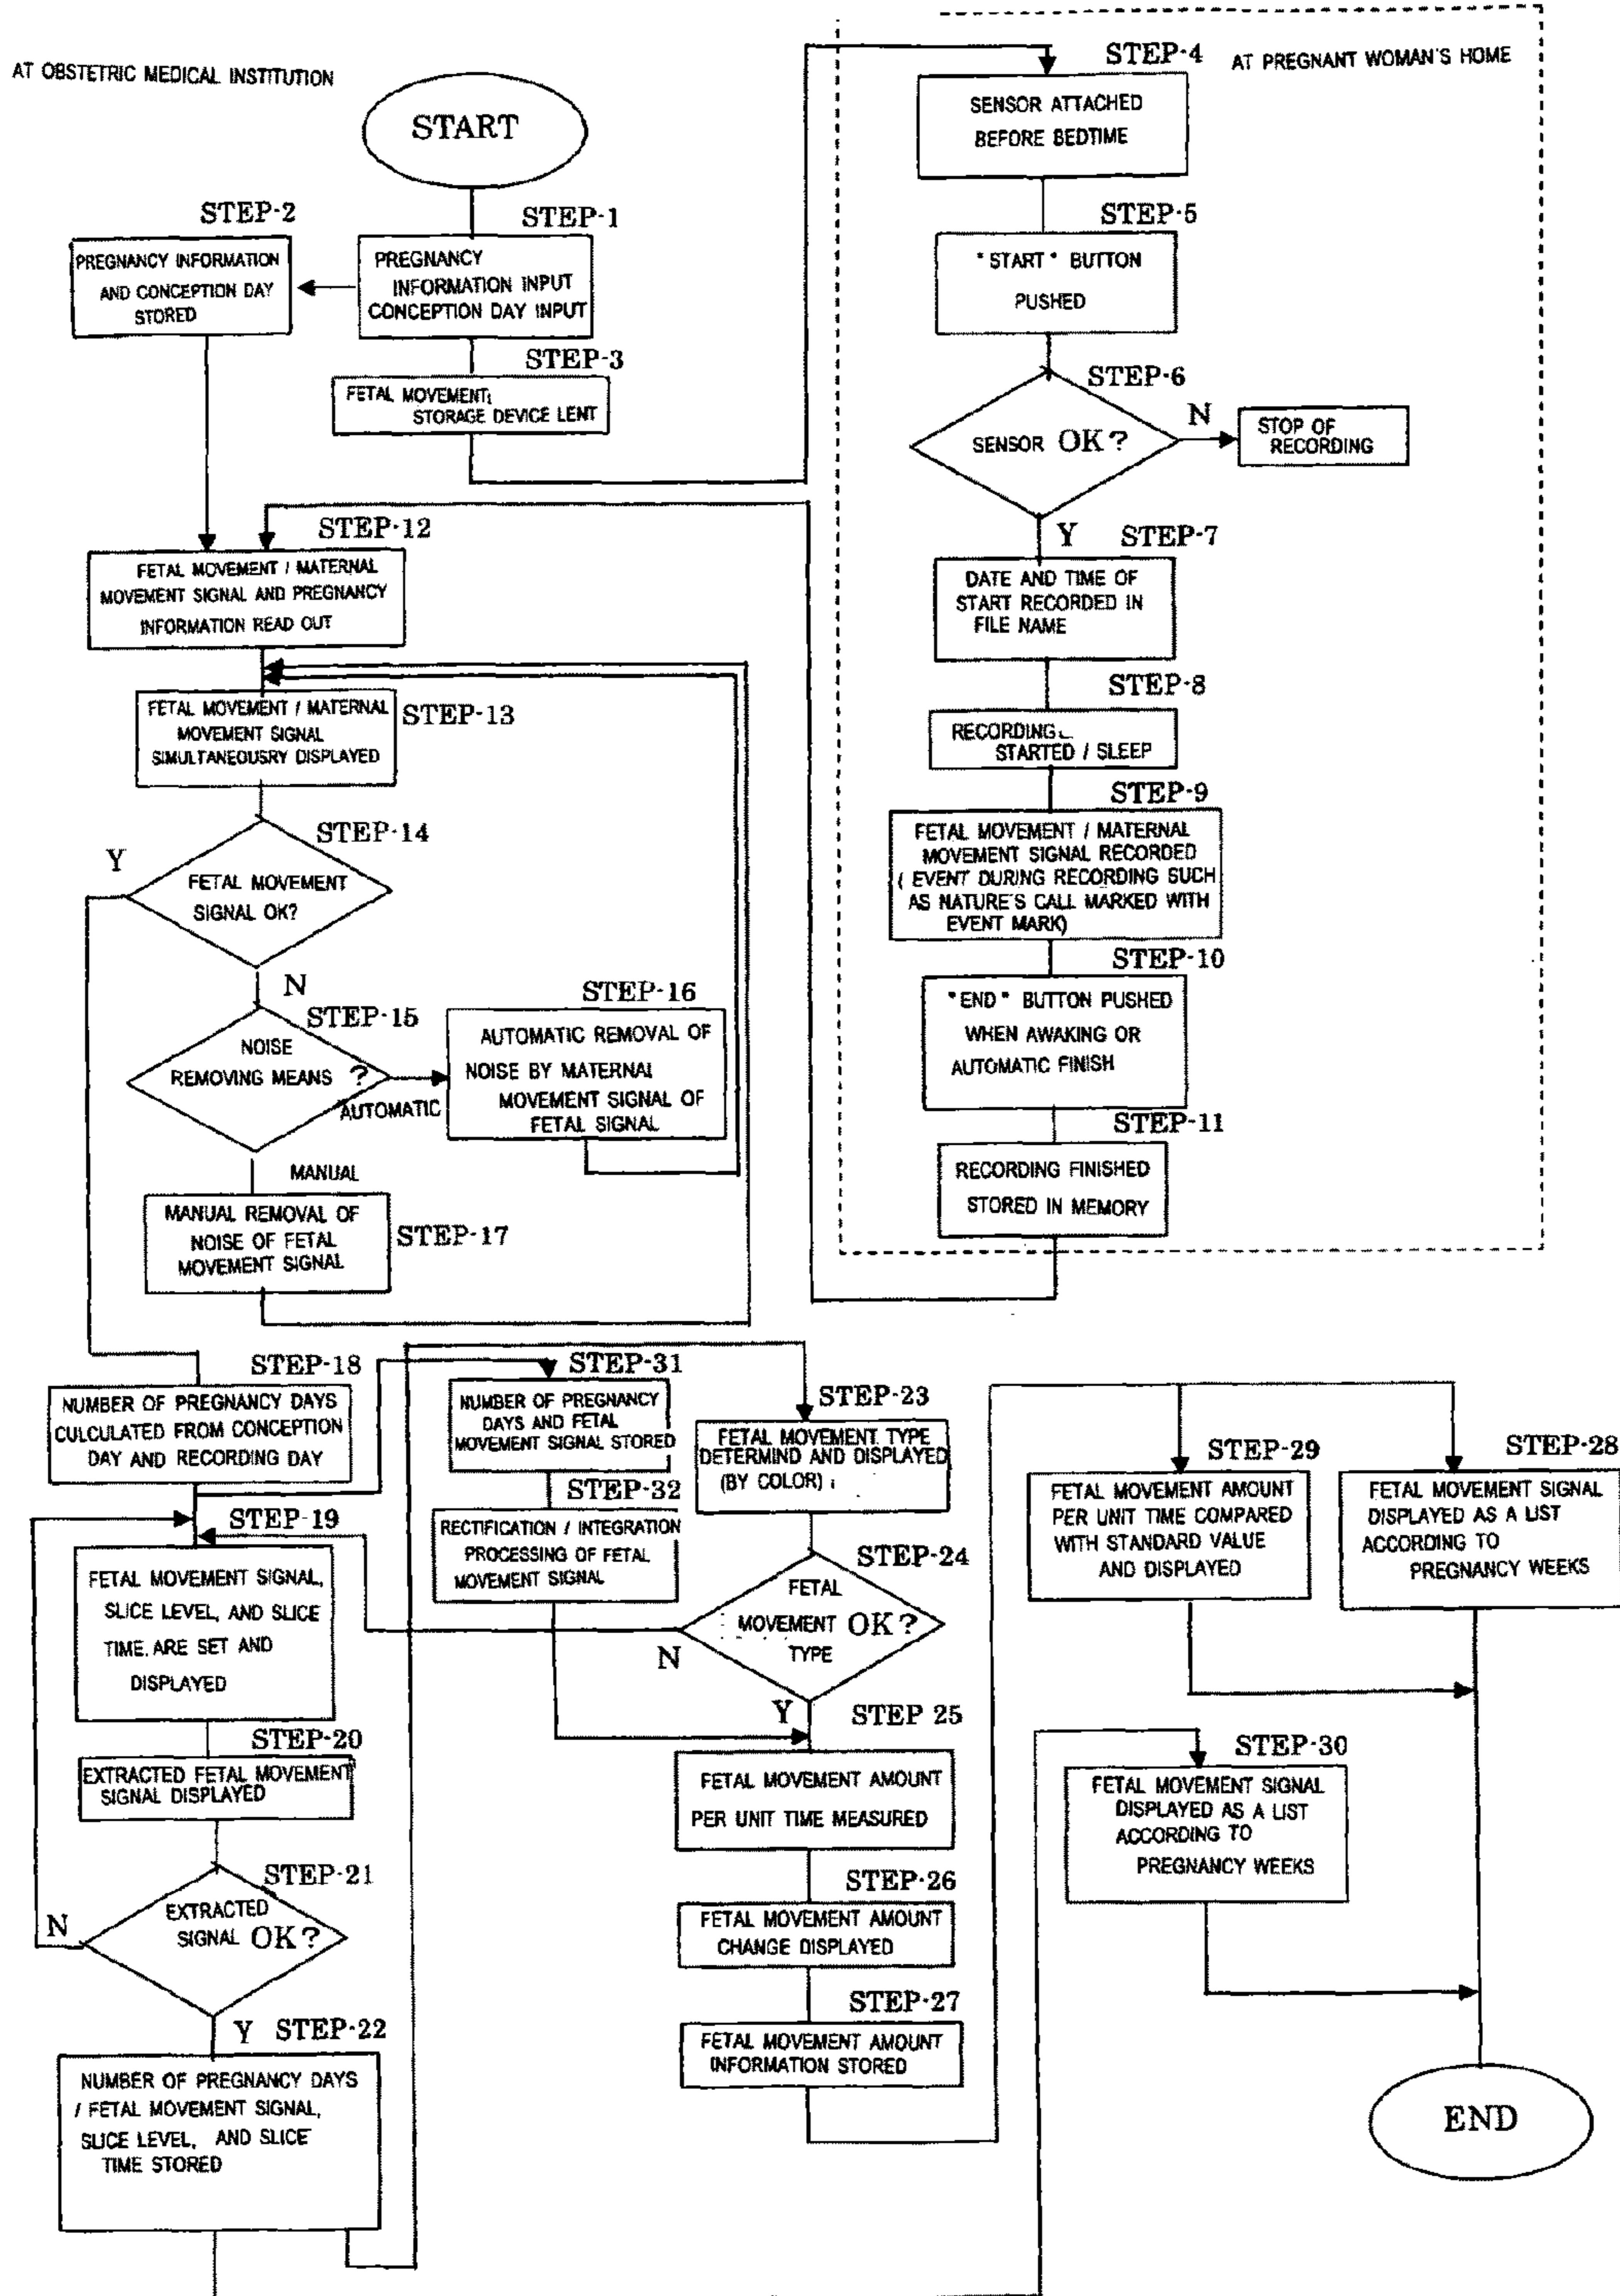 AT OBSTETRIC MEDICAL INSTITUTION
START
STEP-1
PREGNANCY
INFORMATION INPUT
CONCEPTION DAY INPUT
STEP-2
PREGNANCY INFORMATION
AND CONCEPTION DAY
STORED
STEP-3
FETAL MOVEMENT
STORAGE DEVICE LENT
AT PREGNANT WOMAN'S HOME
STEP-4
SENSOR ATTACHED
BEFORE BEDTIME
STEP-5
"START" BUTTON
PUSHED
STEP-6
SENSOR OK?
N
STOP OF
RECORDING
Y
STEP-7
DATE AND TIME OF
START RECORDED IN
FILE NAME
STEP-8
RECORDING
STARTED / SLEEP
STEP-9
FETAL MOVEMENT / MATERNAL
MOVEMENT SIGNAL RECORDED
( EVENT DURING RECORDING SUCH
AS NATURE'S CALL MARKED WITH
EVENT MARK)
STEP-10
"END" BUTTON PUSHED
WHEN AWAKING OR
AUTOMATIC FINISH
STEP-11
RECORDING FINISHED
STORED IN MEMORY
STEP-12
FETAL MOVEMENT / MATERNAL
MOVEMENT SIGNAL AND PREGNANCY
INFORMATION READ OUT
STEP-13
FETAL MOVEMENT / MATERNAL
MOVEMENT SIGNAL
SIMULTANEOUSRY DISPLAYED
STEP-14
Y
FETAL MOVEMENT
SIGNAL OK?
N
STEP-15
NOISE
REMOVING MEANS ?
AUTOMATIC
STEP-16
AUTOMATIC REMOVAL OF
NOISE BY MATERNAL
MOVEMENT SIGNAL OF
FETAL SIGNAL
MANUAL
STEP-17
MANUAL REMOVAL OF
NOISE OF FETAL
MOVEMENT SIGNAL
STEP-18
NUMBER OF PREGNANCY DAYS
CULCULATED FROM CONCEPTION
DAY AND RECORDING DAY
STEP-19
FETAL MOVEMENT SIGNAL,
SLICE LEVEL, AND SLICE
TIME. ARE SET AND
DISPLAYED
STEP-20
EXTRACTED FETAL MOVEMENT
SIGNAL DISPLAYED
STEP-21
EXTRACTED
SIGNAL OK?
N
Y
STEP-22
NUMBER OF PREGNANCY DAYS
/ FETAL MOVEMENT SIGNAL,
SLICE LEVEL, AND SLICE
TIME STORED
STEP-31
NUMBER OF PREGNANCY
DAYS AND FETAL
MOVEMENT SIGNAL STORED
STEP-32
RECTIFICATION / INTEGRATION
PROCESSING OF FETAL
MOVEMENT SIGNAL
STEP-23
FETAL MOVEMENT TYPE
DETERMIND AND DISPLAYED
(BY COLOR)
STEP-24
FETAL
MOVEMENT OK?
TYPE
N
Y
STEP 25
FETAL MOVEMENT AMOUNT
PER UNIT TIME MEASURED
STEP-26
FETAL MOVEMENT AMOUNT
CHANGE DISPLAYED
STEP-27
FETAL MOVEMENT AMOUNT
INFORMATION STORED
STEP-29
FETAL MOVEMENT AMOUNT
PER UNIT TIME COMPARED
WITH STANDARD VALUE
AND DISPLAYED
STEP-28
FETAL MOVEMENT SIGNAL
DISPLAYED AS A LIST
ACCORDING TO
PREGNANCY WEEKS
STEP-30
FETAL MOVEMENT SIGNAL
DISPLAYED AS A LIST
ACCORDING TO
PREGNANCY WEEKS
END